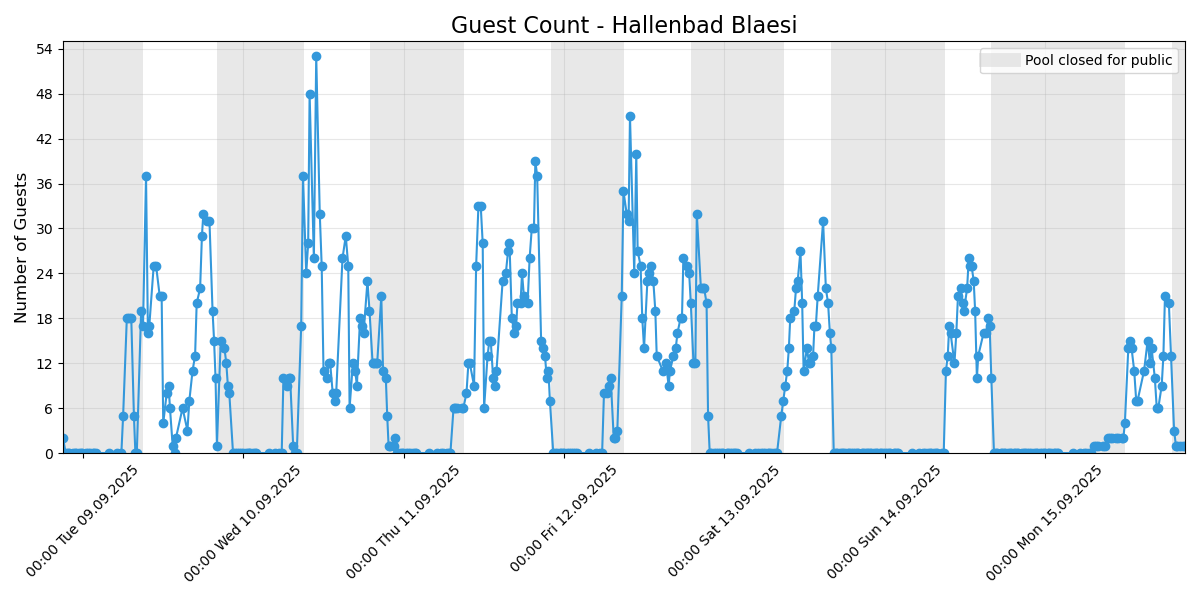 Guest Count - Hallenbad Blaesi
Pool closed for public
Number of Guests
54
48
42
36
30
24
18
12
6
0
00:00 Tue 09.09.2025
00:00 Wed 10.09.2025
00:00 Thu 11.09.2025
00:00 Fri 12.09.2025
00:00 Sat 13.09.2025
00:00 Sun 14.09.2025
00:00 Mon 15.09.2025